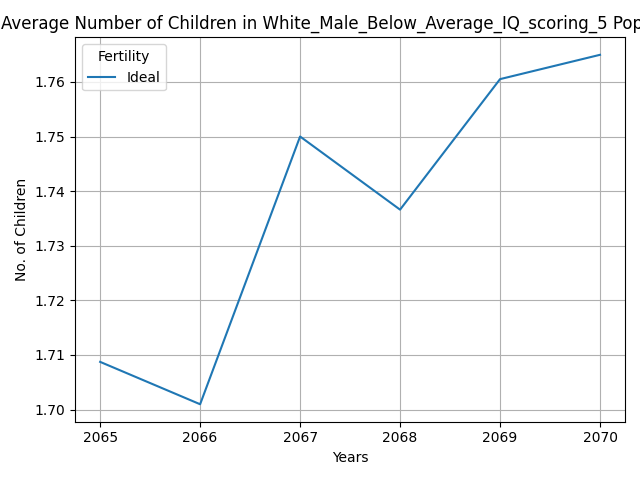 Average Number of Children in White_Male_Below_Average_IQ_scoring_5 Pop
Fertility
Ideal
1.76
1.75
1.74
1.73
1.72
1.71
1.70
No. of Children
2065 2066 2067 2068 2069 2070
Years